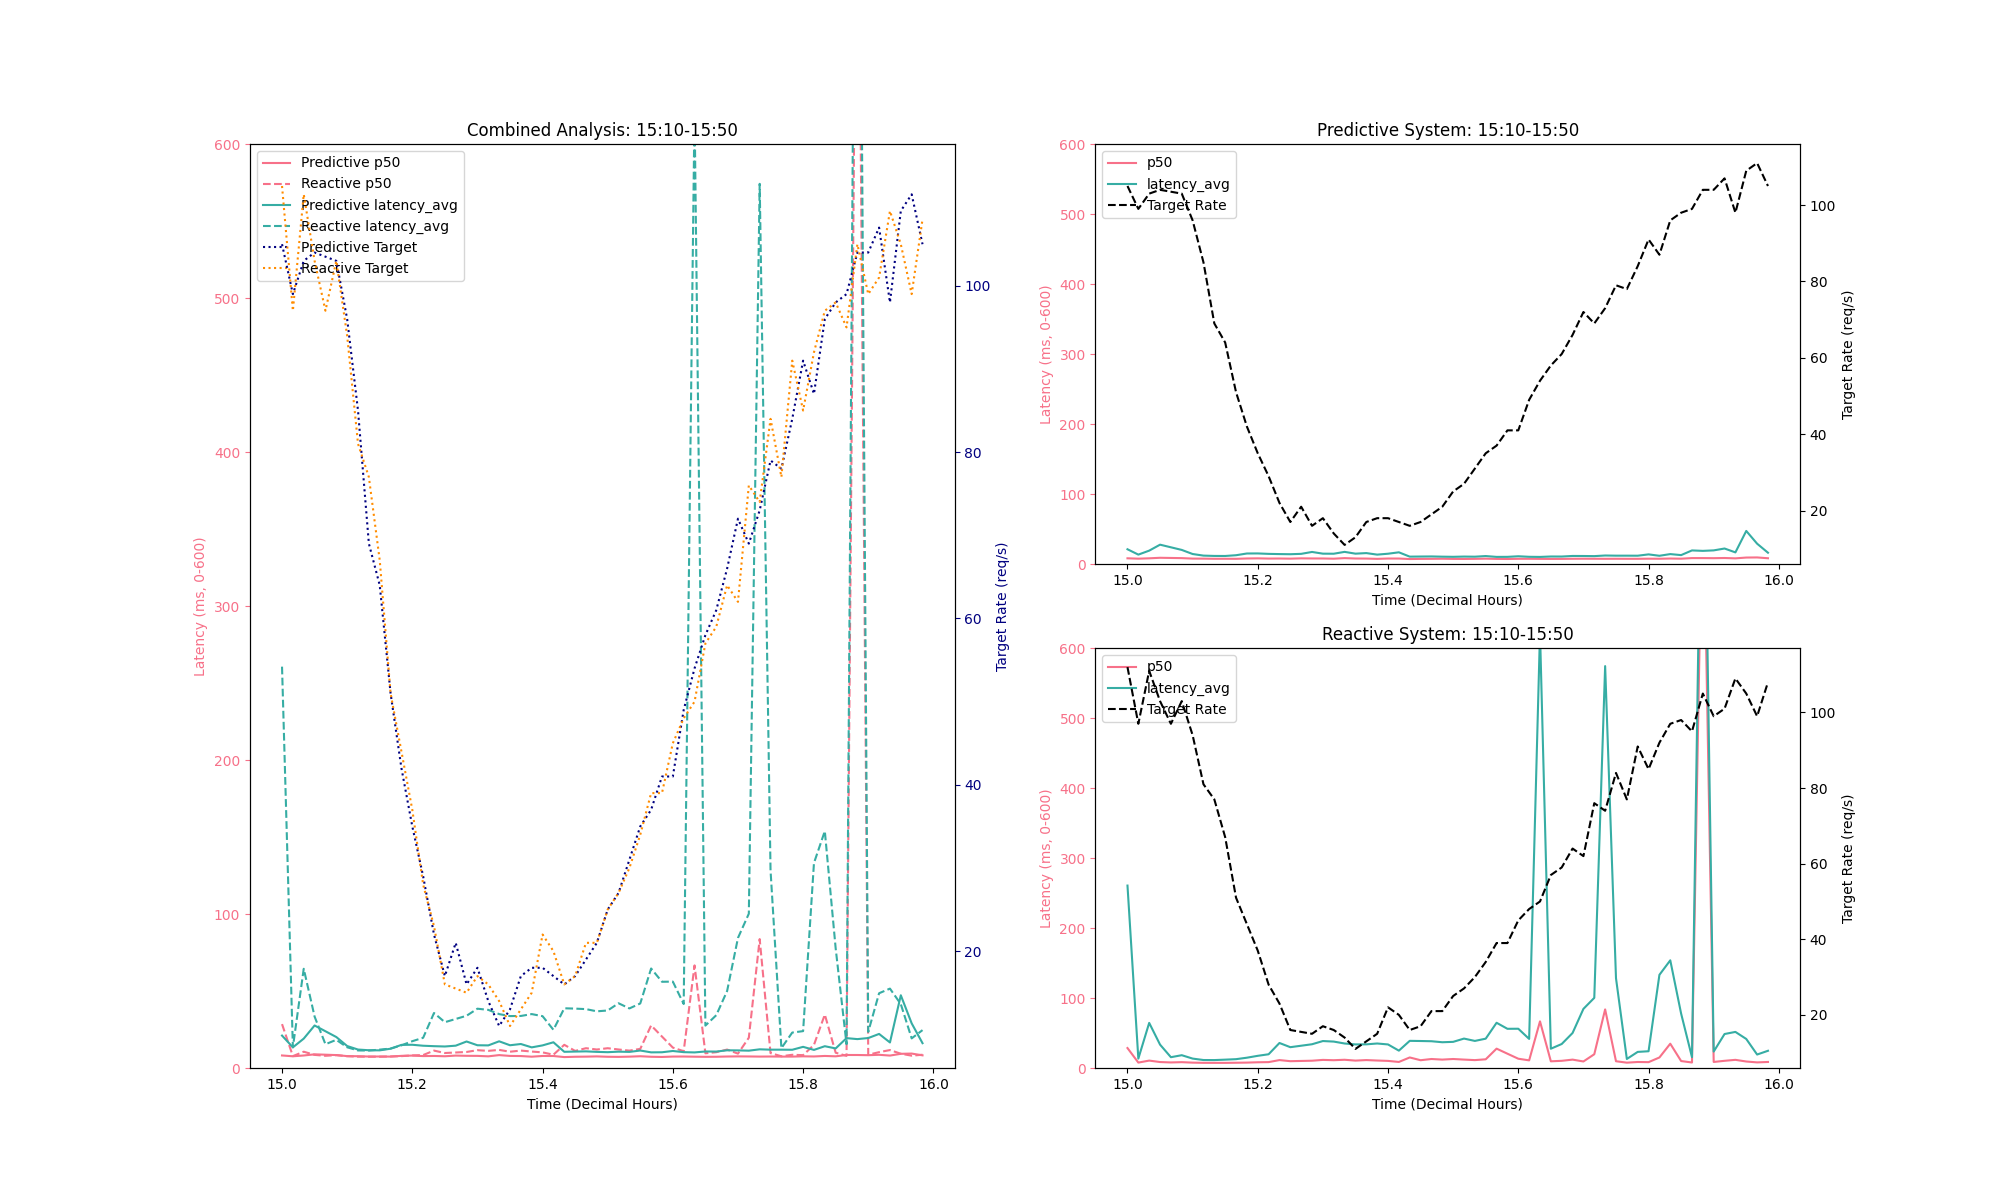 Combined Analysis: 15:10-15:50
Predictive p50
Reactive p50
Predictive latency_avg
Reactive latency_avg
Predictive Target
Reactive Target
600
500
400
300
200
100
0
Latency (ms, 0-600)
100
80
60
40
20
Target Rate (req/s)
15.0 15.2 15.4 15.6 15.8 16.0
Time (Decimal Hours)
Predictive System: 15:10-15:50
p50
latency_avg
Target Rate
600
500
400
300
200
100
0
Latency (ms, 0-600)
100
80
60
40
20
Target Rate (req/s)
15.0 15.2 15.4 15.6 15.8 16.0
Time (Decimal Hours)
Reactive System: 15:10-15:50
p50
latency_avg
Target Rate
600
500
400
300
200
100
0
Latency (ms, 0-600)
100
80
60
40
20
Target Rate (req/s)
15.0 15.2 15.4 15.6 15.8 16.0
Time (Decimal Hours)